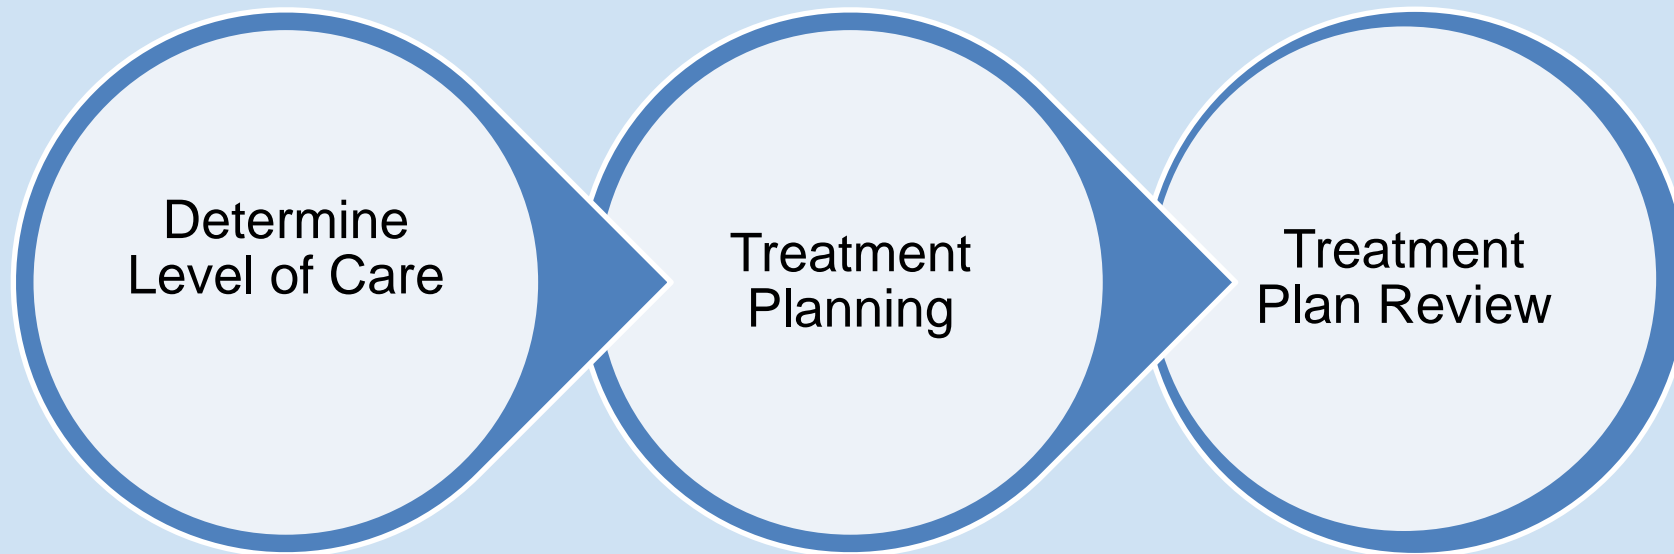 Determine
Level of Care
Treatment
Planning
Treatment
Plan Review